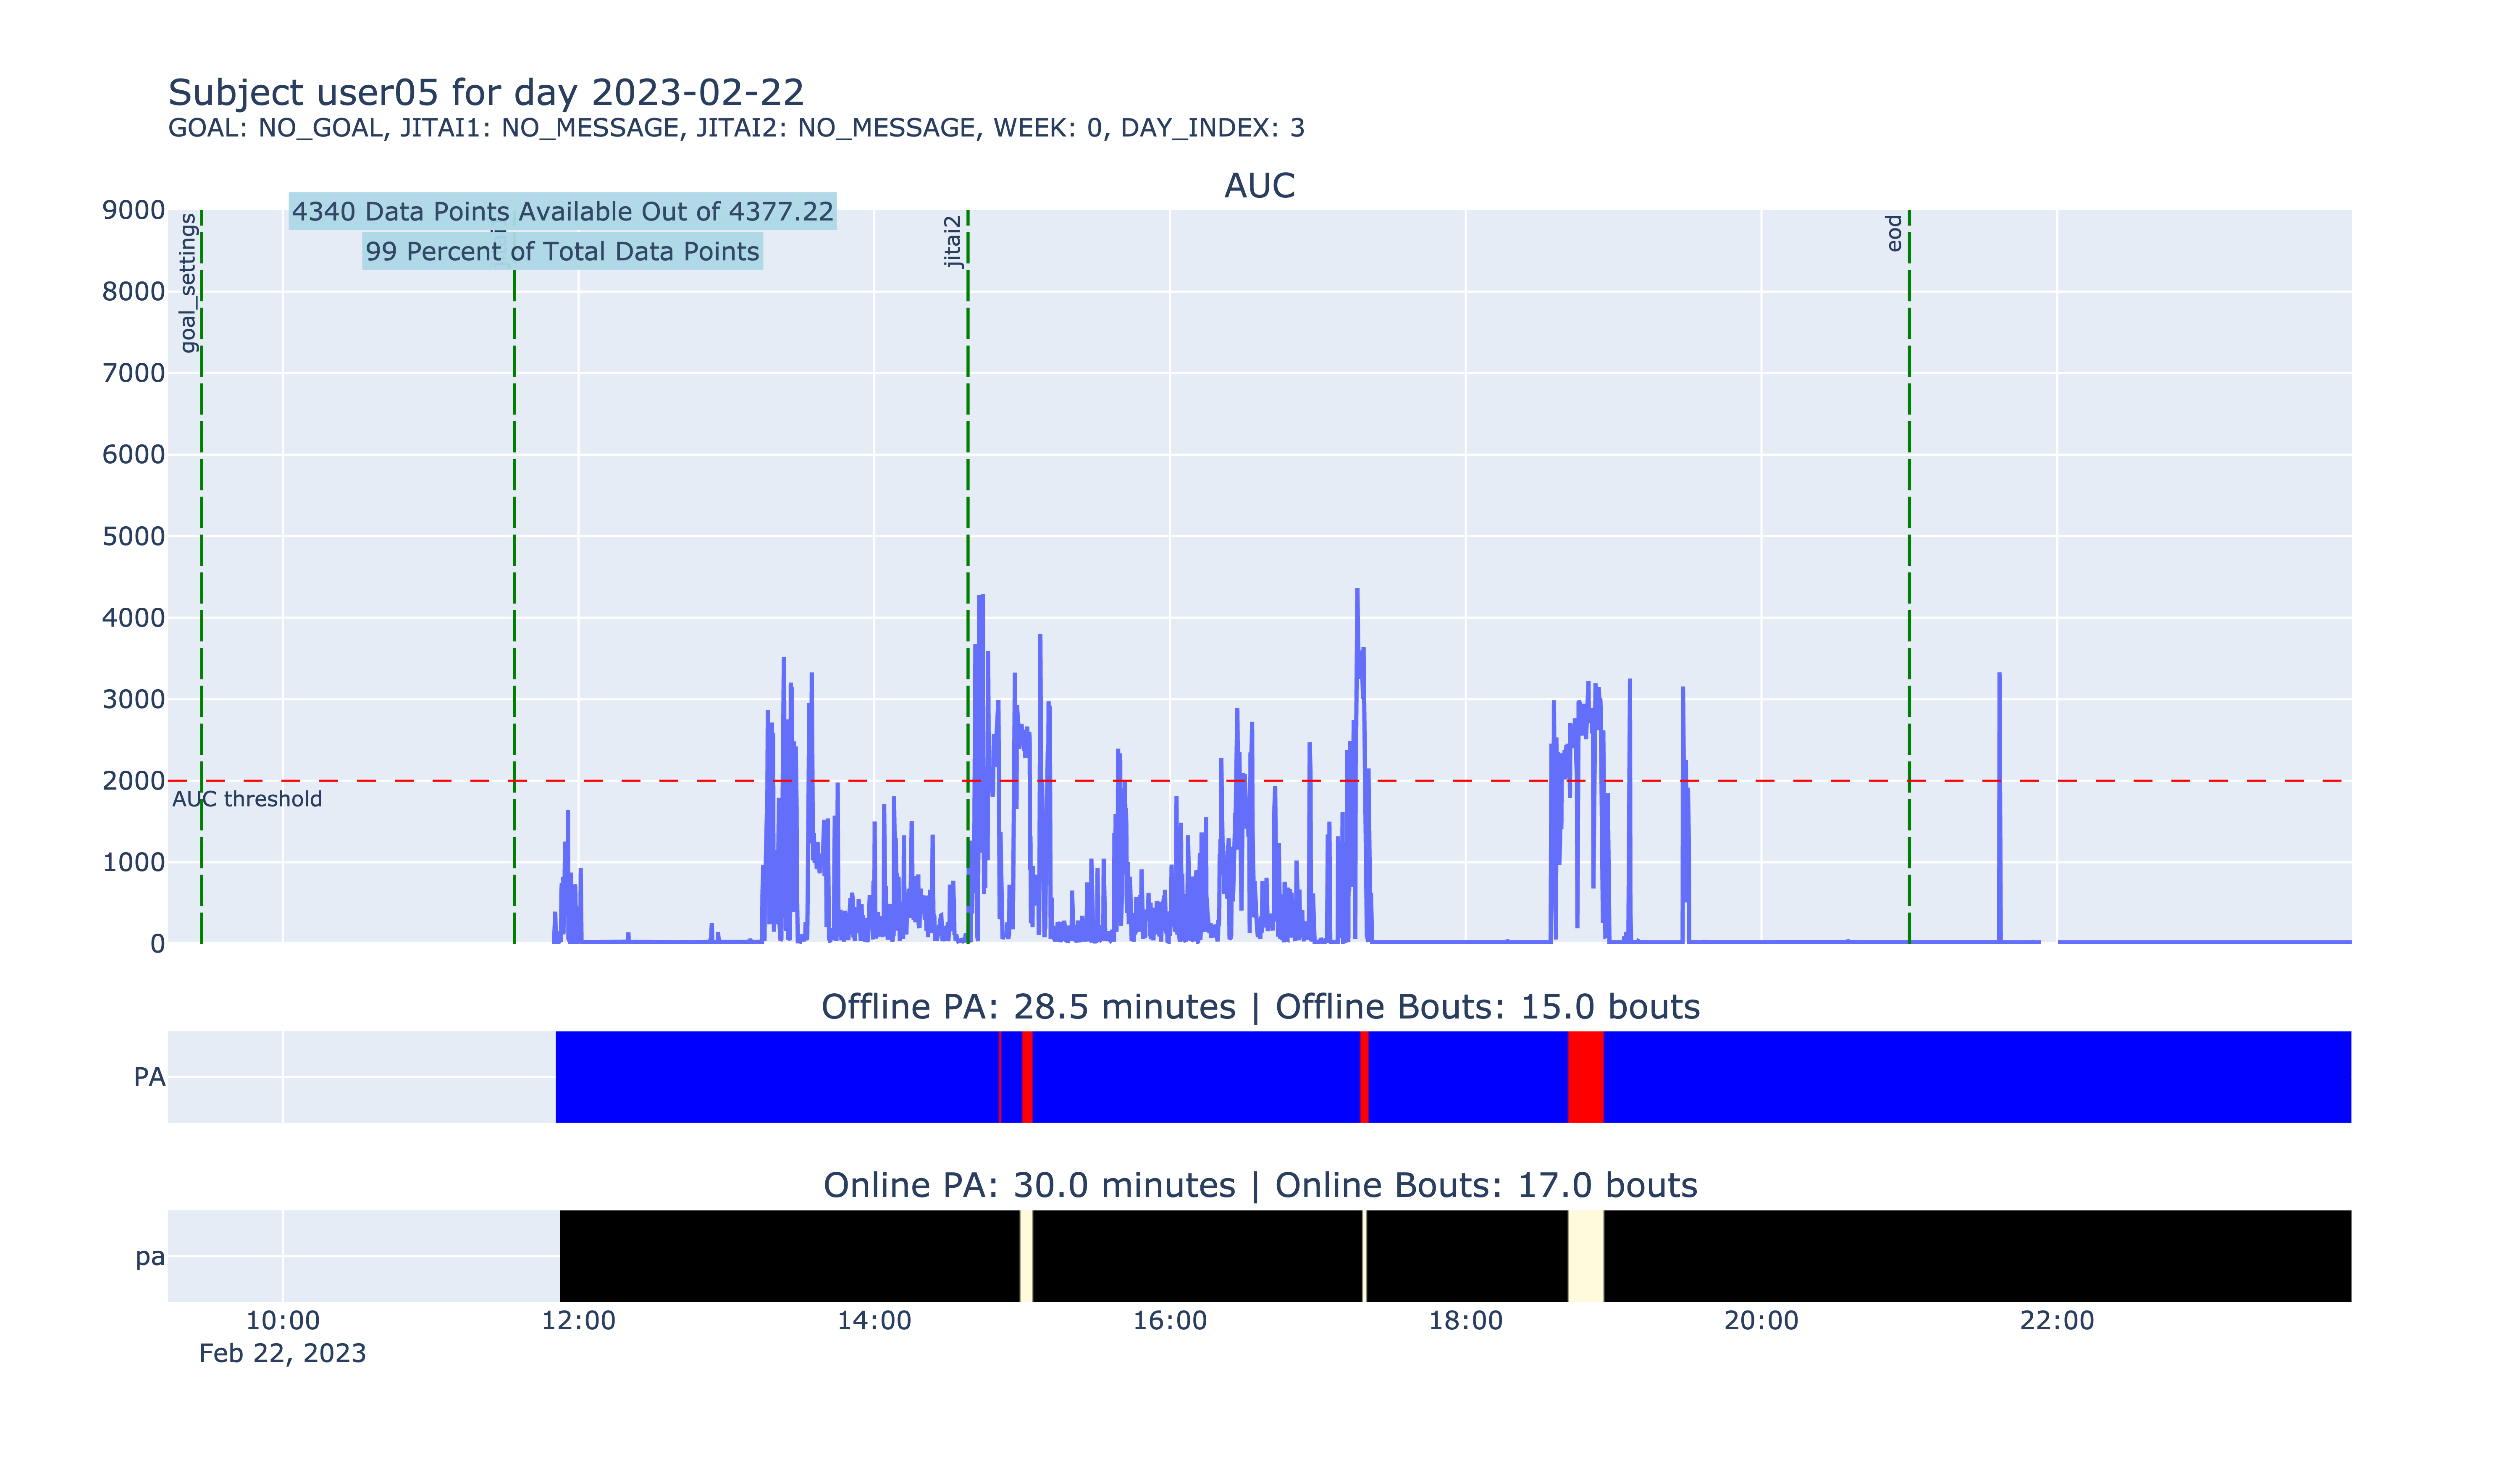 Subject user05 for day 2023-02-22
GOAL: NO_GOAL, JITAI1: NO_MESSAGE, JITAI2: NO_MESSAGE, WEEK: 0, DAY_INDEX: 3
AUC
4340 Data Points Available Out of 4377.22
99 Percent of Total Data Points
goal_settings
jitai2
eod
9000
8000
7000
6000
5000
4000
3000
2000
AUC threshold
1000
0
Offline PA: 28.5 minutes | Offline Bouts: 15.0 bouts
PA
Online PA: 30.0 minutes | Online Bouts: 17.0 bouts
pa
10:00 12:00 14:00 16:00 18:00 20:00 22:00
Feb 22, 2023